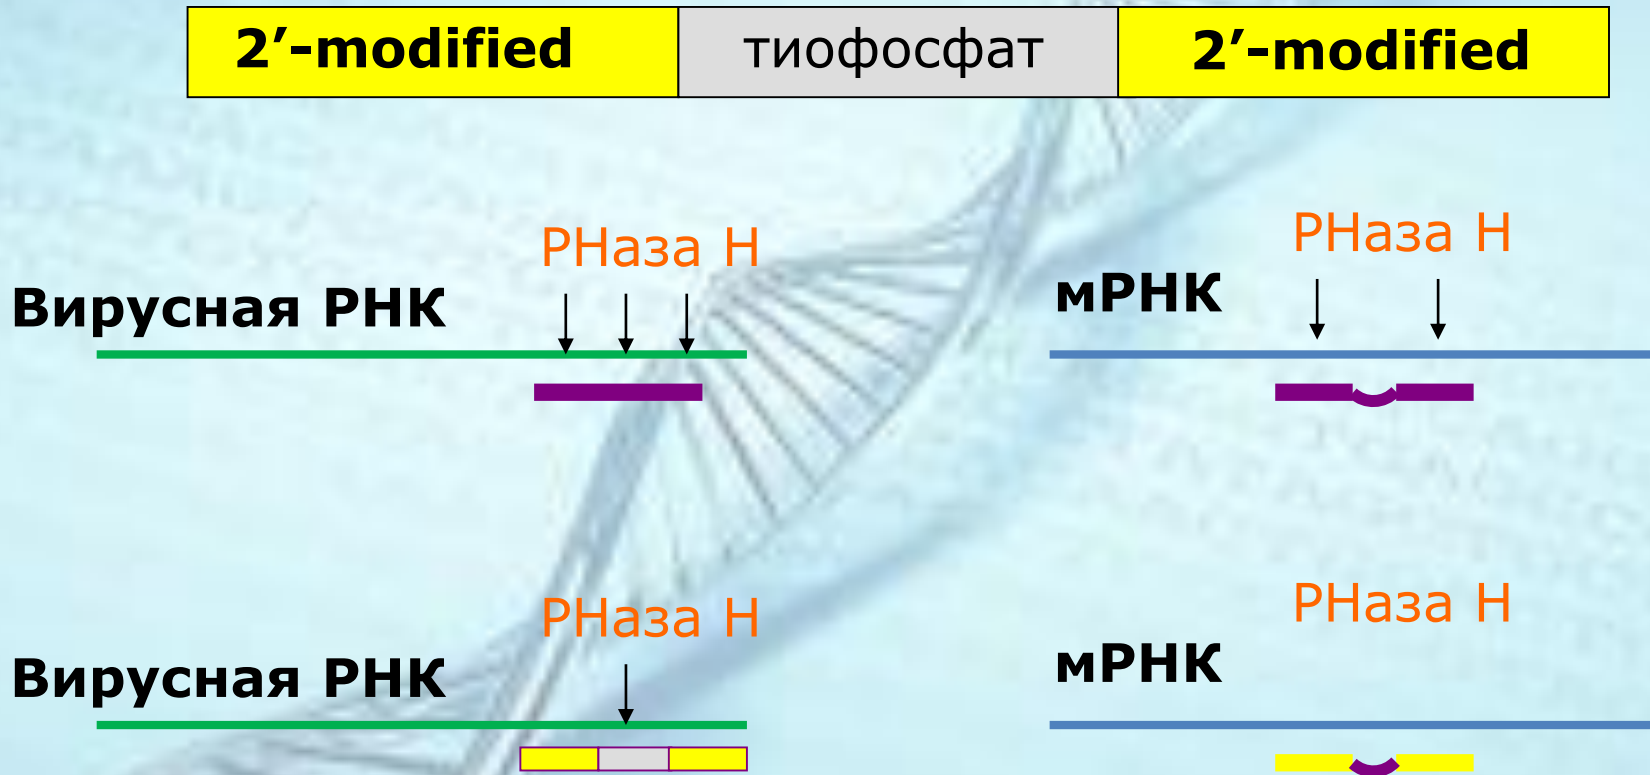 2′-modified тиофосфат 2′-modified
РНаза Н
Вирусная РНК
РНаза Н
мРНК
РНаза Н
Вирусная РНК
РНаза Н
мРНК